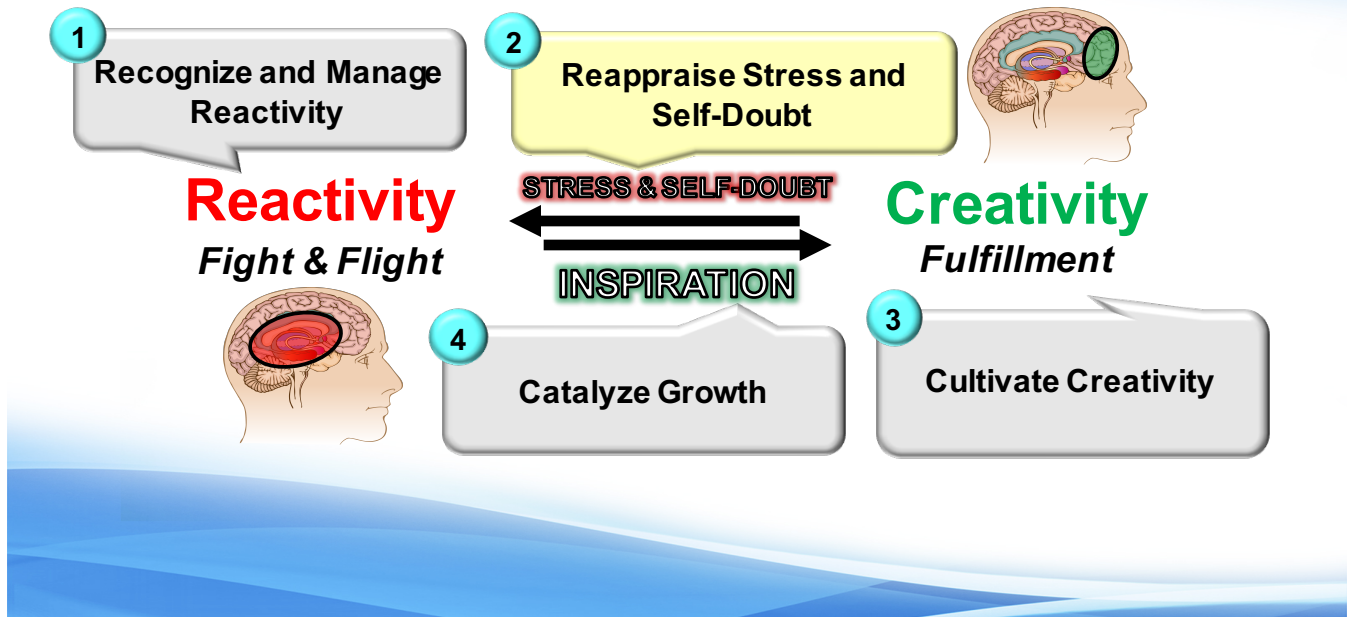 1
Recognize and Manage
Reactivity
2
Reappraise Stress and
Self-Doubt
Reactivity
Fight & Flight
STRESS & SELF-DOUBT
INSPIRATION
Creativity
Fulfillment
4
Catalyze Growth
3
Cultivate Creativity